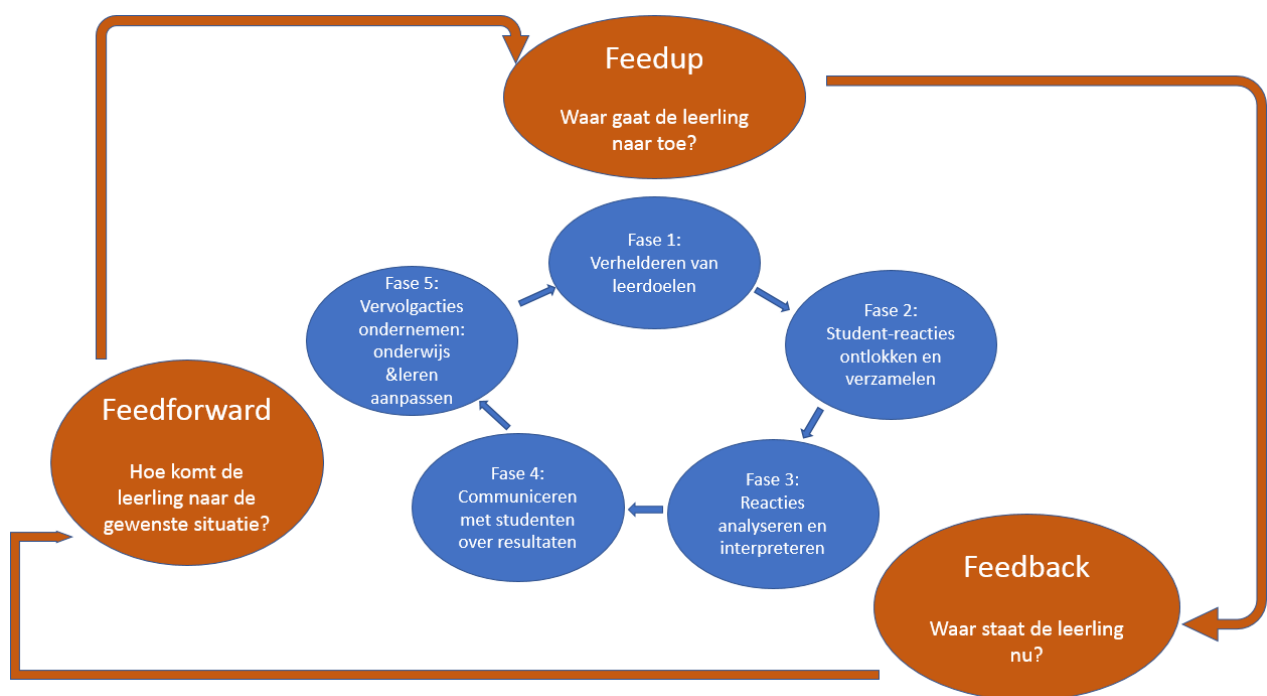 Feedup
Waar gaat de leerling
naar toe?
Fase 1:
Verhelderen van
leerdoelen
Fase 2:
Student-reacties
ontlokken en
verzamelen
Fase 3:
Reacties
analyseren en
interpreteren
Fase 4:
Communiceren
met studenten
over resultaten
Fase 5:
Vervolgacties
ondernemen:
onderwijs
&leren
aanpassen
Feedforward
Hoe komt de
leerling naar de
gewenste situatie?
Feedback
Waar staat de leerling
nu?